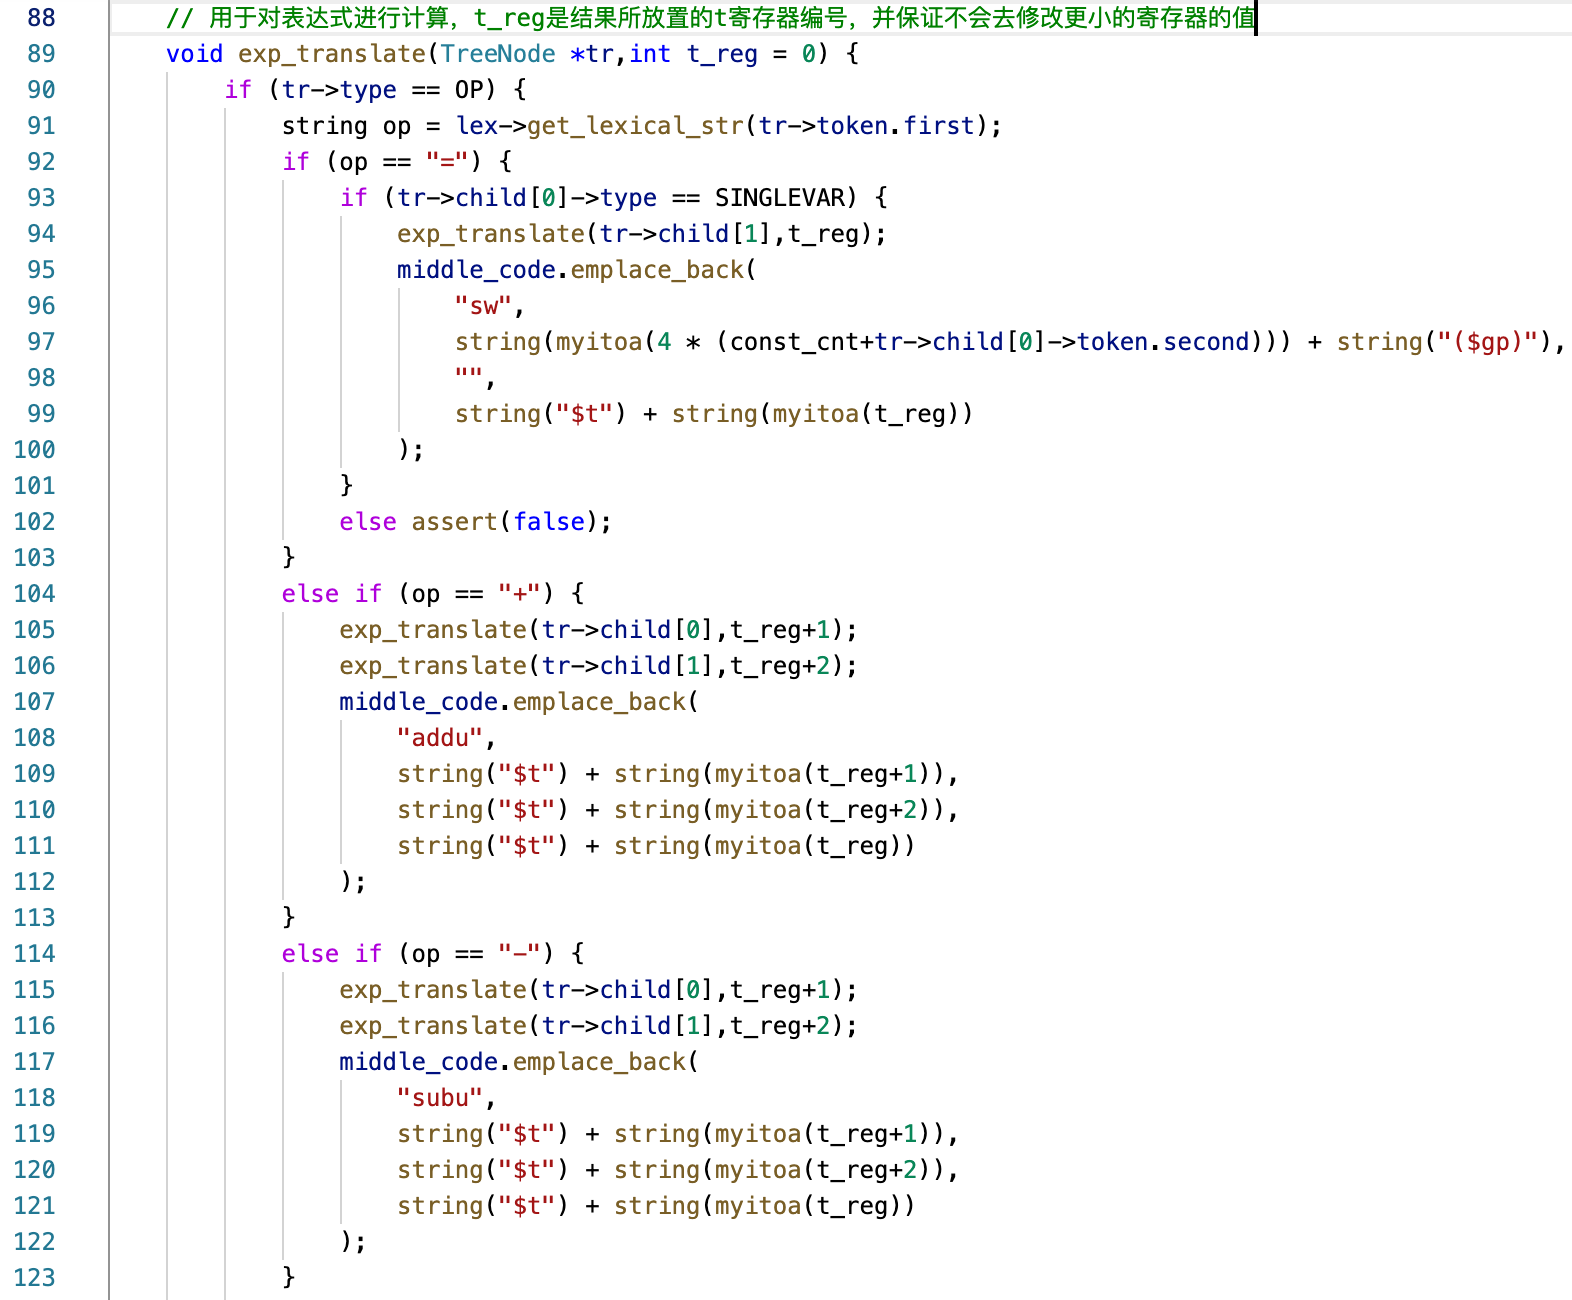 88 // 用于对表达式进行计算，t_reg是结果所放置的t寄存器编号，并保证不会去修改更小的寄存器的值
89 void exp_translate(TreeNode *tr,int t_reg = 0) {
90 if (tr->type == OP) {
91 string op = lex->get_lexical_str(tr->token.first);
92 if (op == "=") {
93 if (tr->child[0]->type == SINGLEVAR) {
94 exp_translate(tr->child[1],t_reg);
95 middle_code.emplace_back(
96 "sw",
97 string(myitoa(4 * (const_cnt+tr->child[0]->token.second))) + string("($gp)"),
98 "",
99 string("$t") + string(myitoa(t_reg))
100 );
101 }
102 else assert(false);
103 }
104 else if (op == "+") {
105 exp_translate(tr->child[0],t_reg+1);
106 exp_translate(tr->child[1],t_reg+2);
107 middle_code.emplace_back(
108 "addu",
109 string("$t") + string(myitoa(t_reg+1)),
110 string("$t") + string(myitoa(t_reg+2)),
111 string("$t") + string(myitoa(t_reg))
112 );
113 }
114 else if (op == "-") {
115 exp_translate(tr->child[0],t_reg+1);
116 exp_translate(tr->child[1],t_reg+2);
117 middle_code.emplace_back(
118 "subu",
119 string("$t") + string(myitoa(t_reg+1)),
120 string("$t") + string(myitoa(t_reg+2)),
121 string("$t") + string(myitoa(t_reg))
122 );
123 }